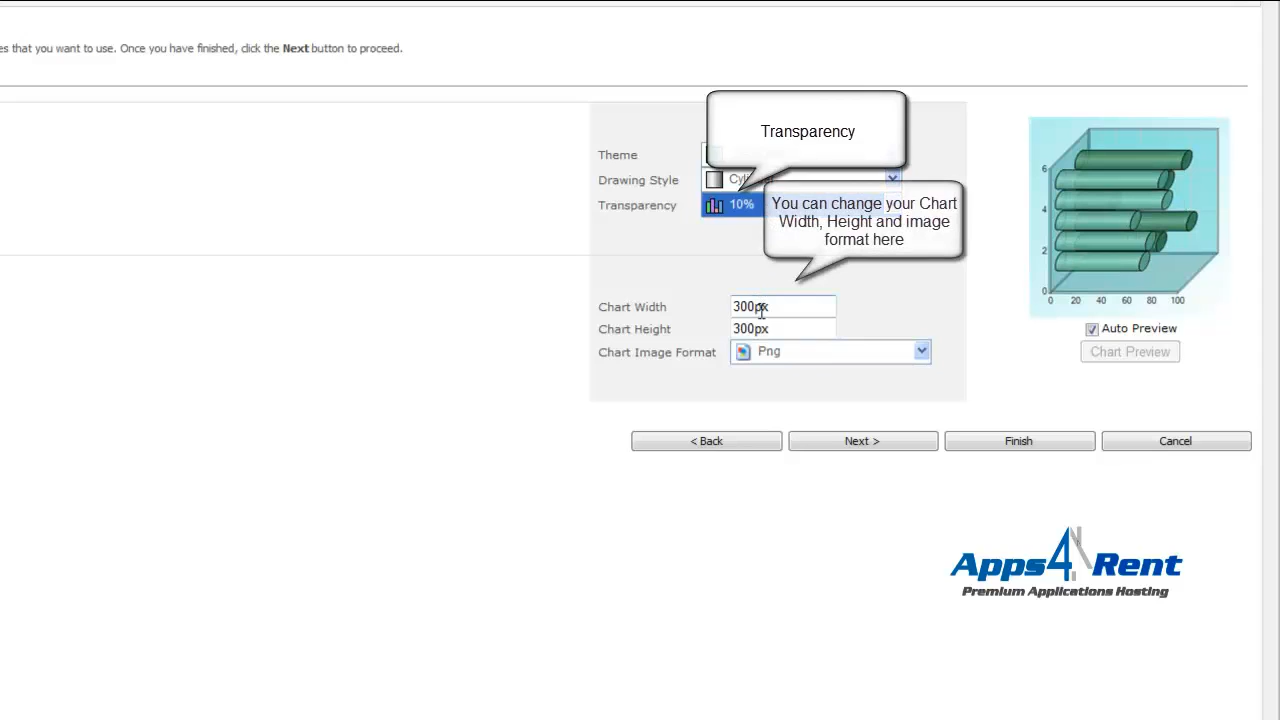 es that you want to use. Once you have finished, click the Next button to proceed.
Transparency
Theme
Drawing Style
Transparency 10%
You can change your Chart
Width, Height and image
format here
Chart Width 300px
Chart Height 300px
Chart Image Format Png
6
4
2
0
0 20 40 60 80 100
Auto Preview
Chart Preview
< Back Next > Finish Cancel
Apps4Rent
Premium Applications Hosting